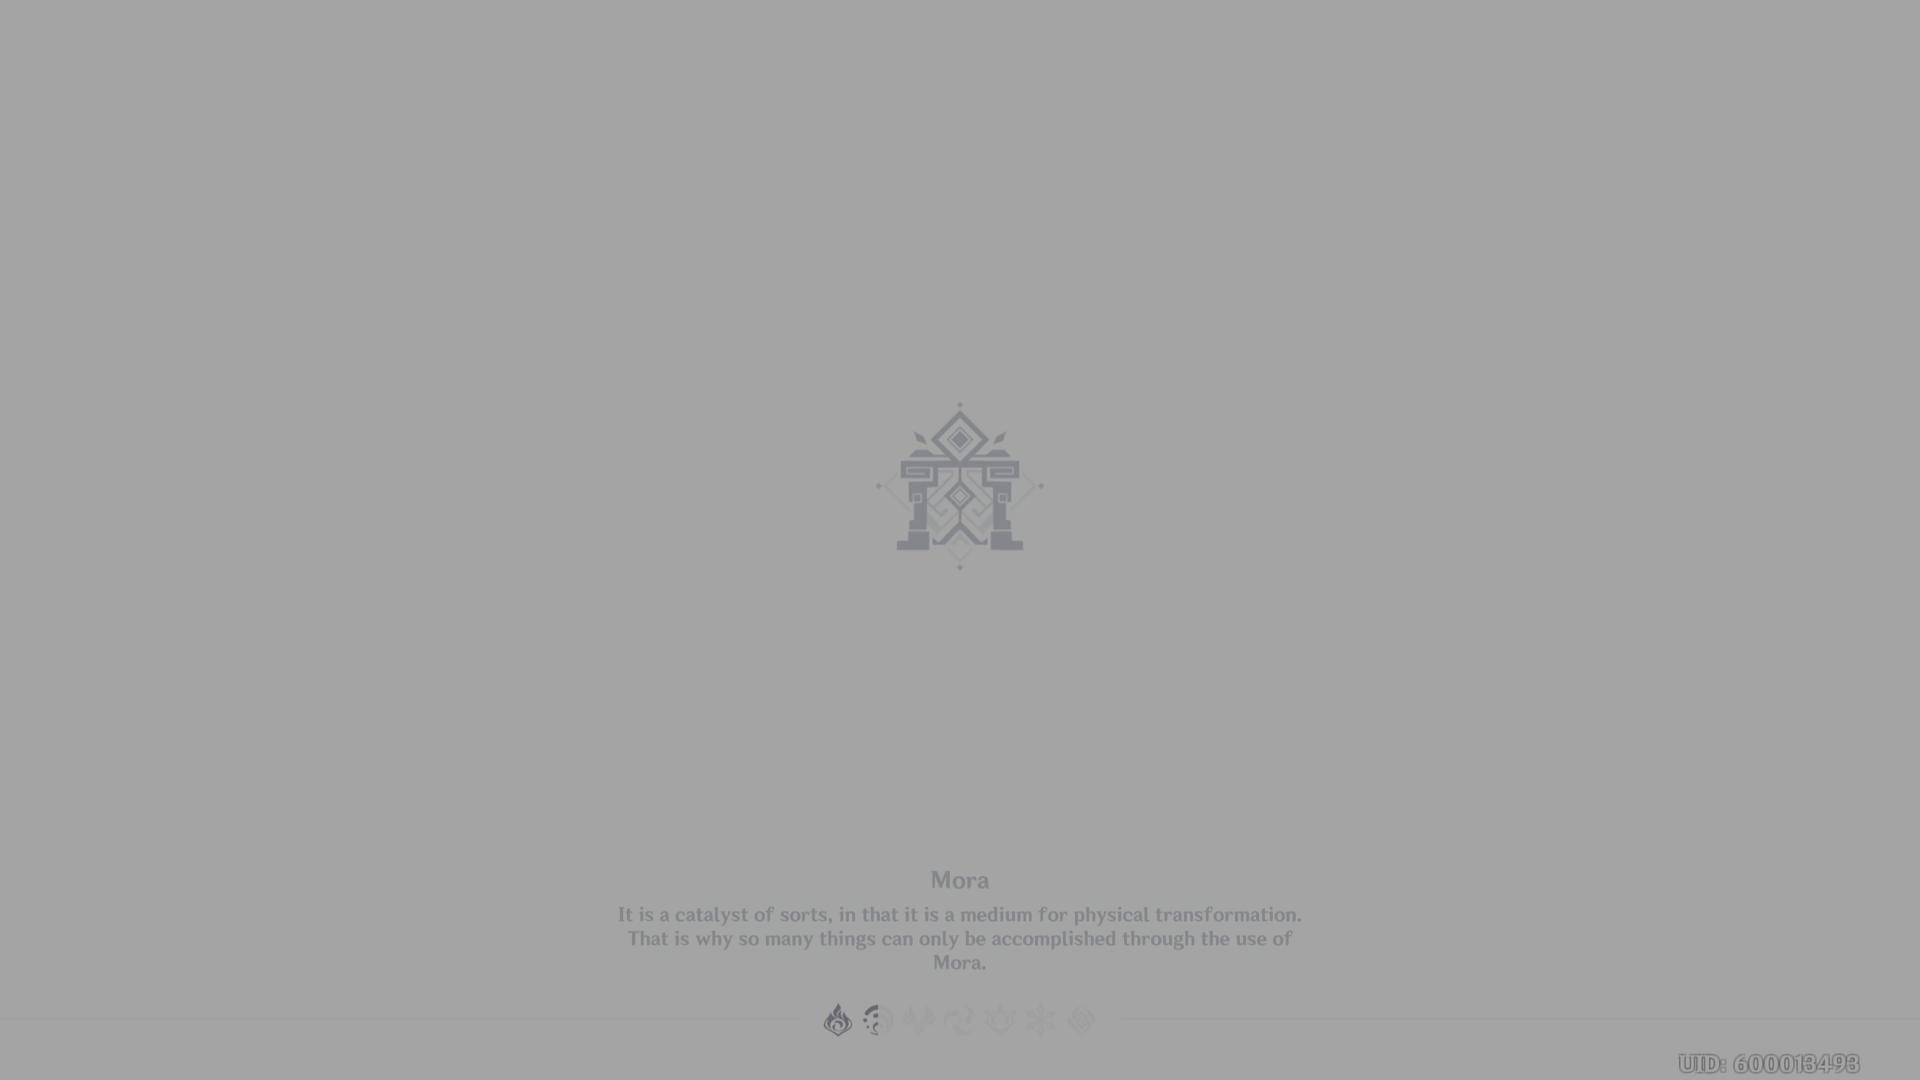 Mora
It is a catalyst of sorts, in that it is a medium for physical transformation.
That is why so many things can only be accomplished through the use of
Mora.
UID: 600013493